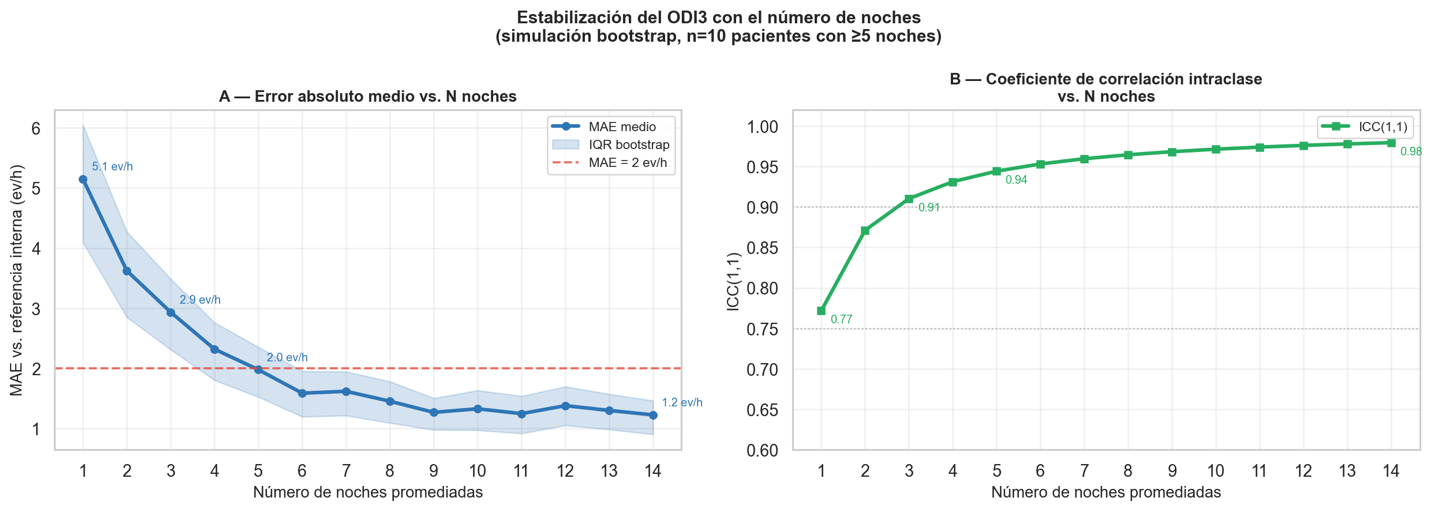 Estabilización del ODI3 con el número de noches
(simulación bootstrap, n=10 pacientes con ≥5 noches)
A — Error absoluto medio vs. N noches
MAE vs. referencia interna (ev/h)
6
5
4
3
2
1
5.1 ev/h
2.9 ev/h
2.0 ev/h
1.2 ev/h
MAE medio
IQR bootstrap
MAE = 2 ev/h
1 2 3 4 5 6 7 8 9 10 11 12 13 14
Número de noches promediadas
B — Coeficiente de correlación intraclase
vs. N noches
ICC(1,1)
1.00
0.95
0.90
0.85
0.80
0.75
0.70
0.65
0.60
ICC(1,1)
0.77
0.91
0.94
0.98
1 2 3 4 5 6 7 8 9 10 11 12 13 14
Número de noches promediadas